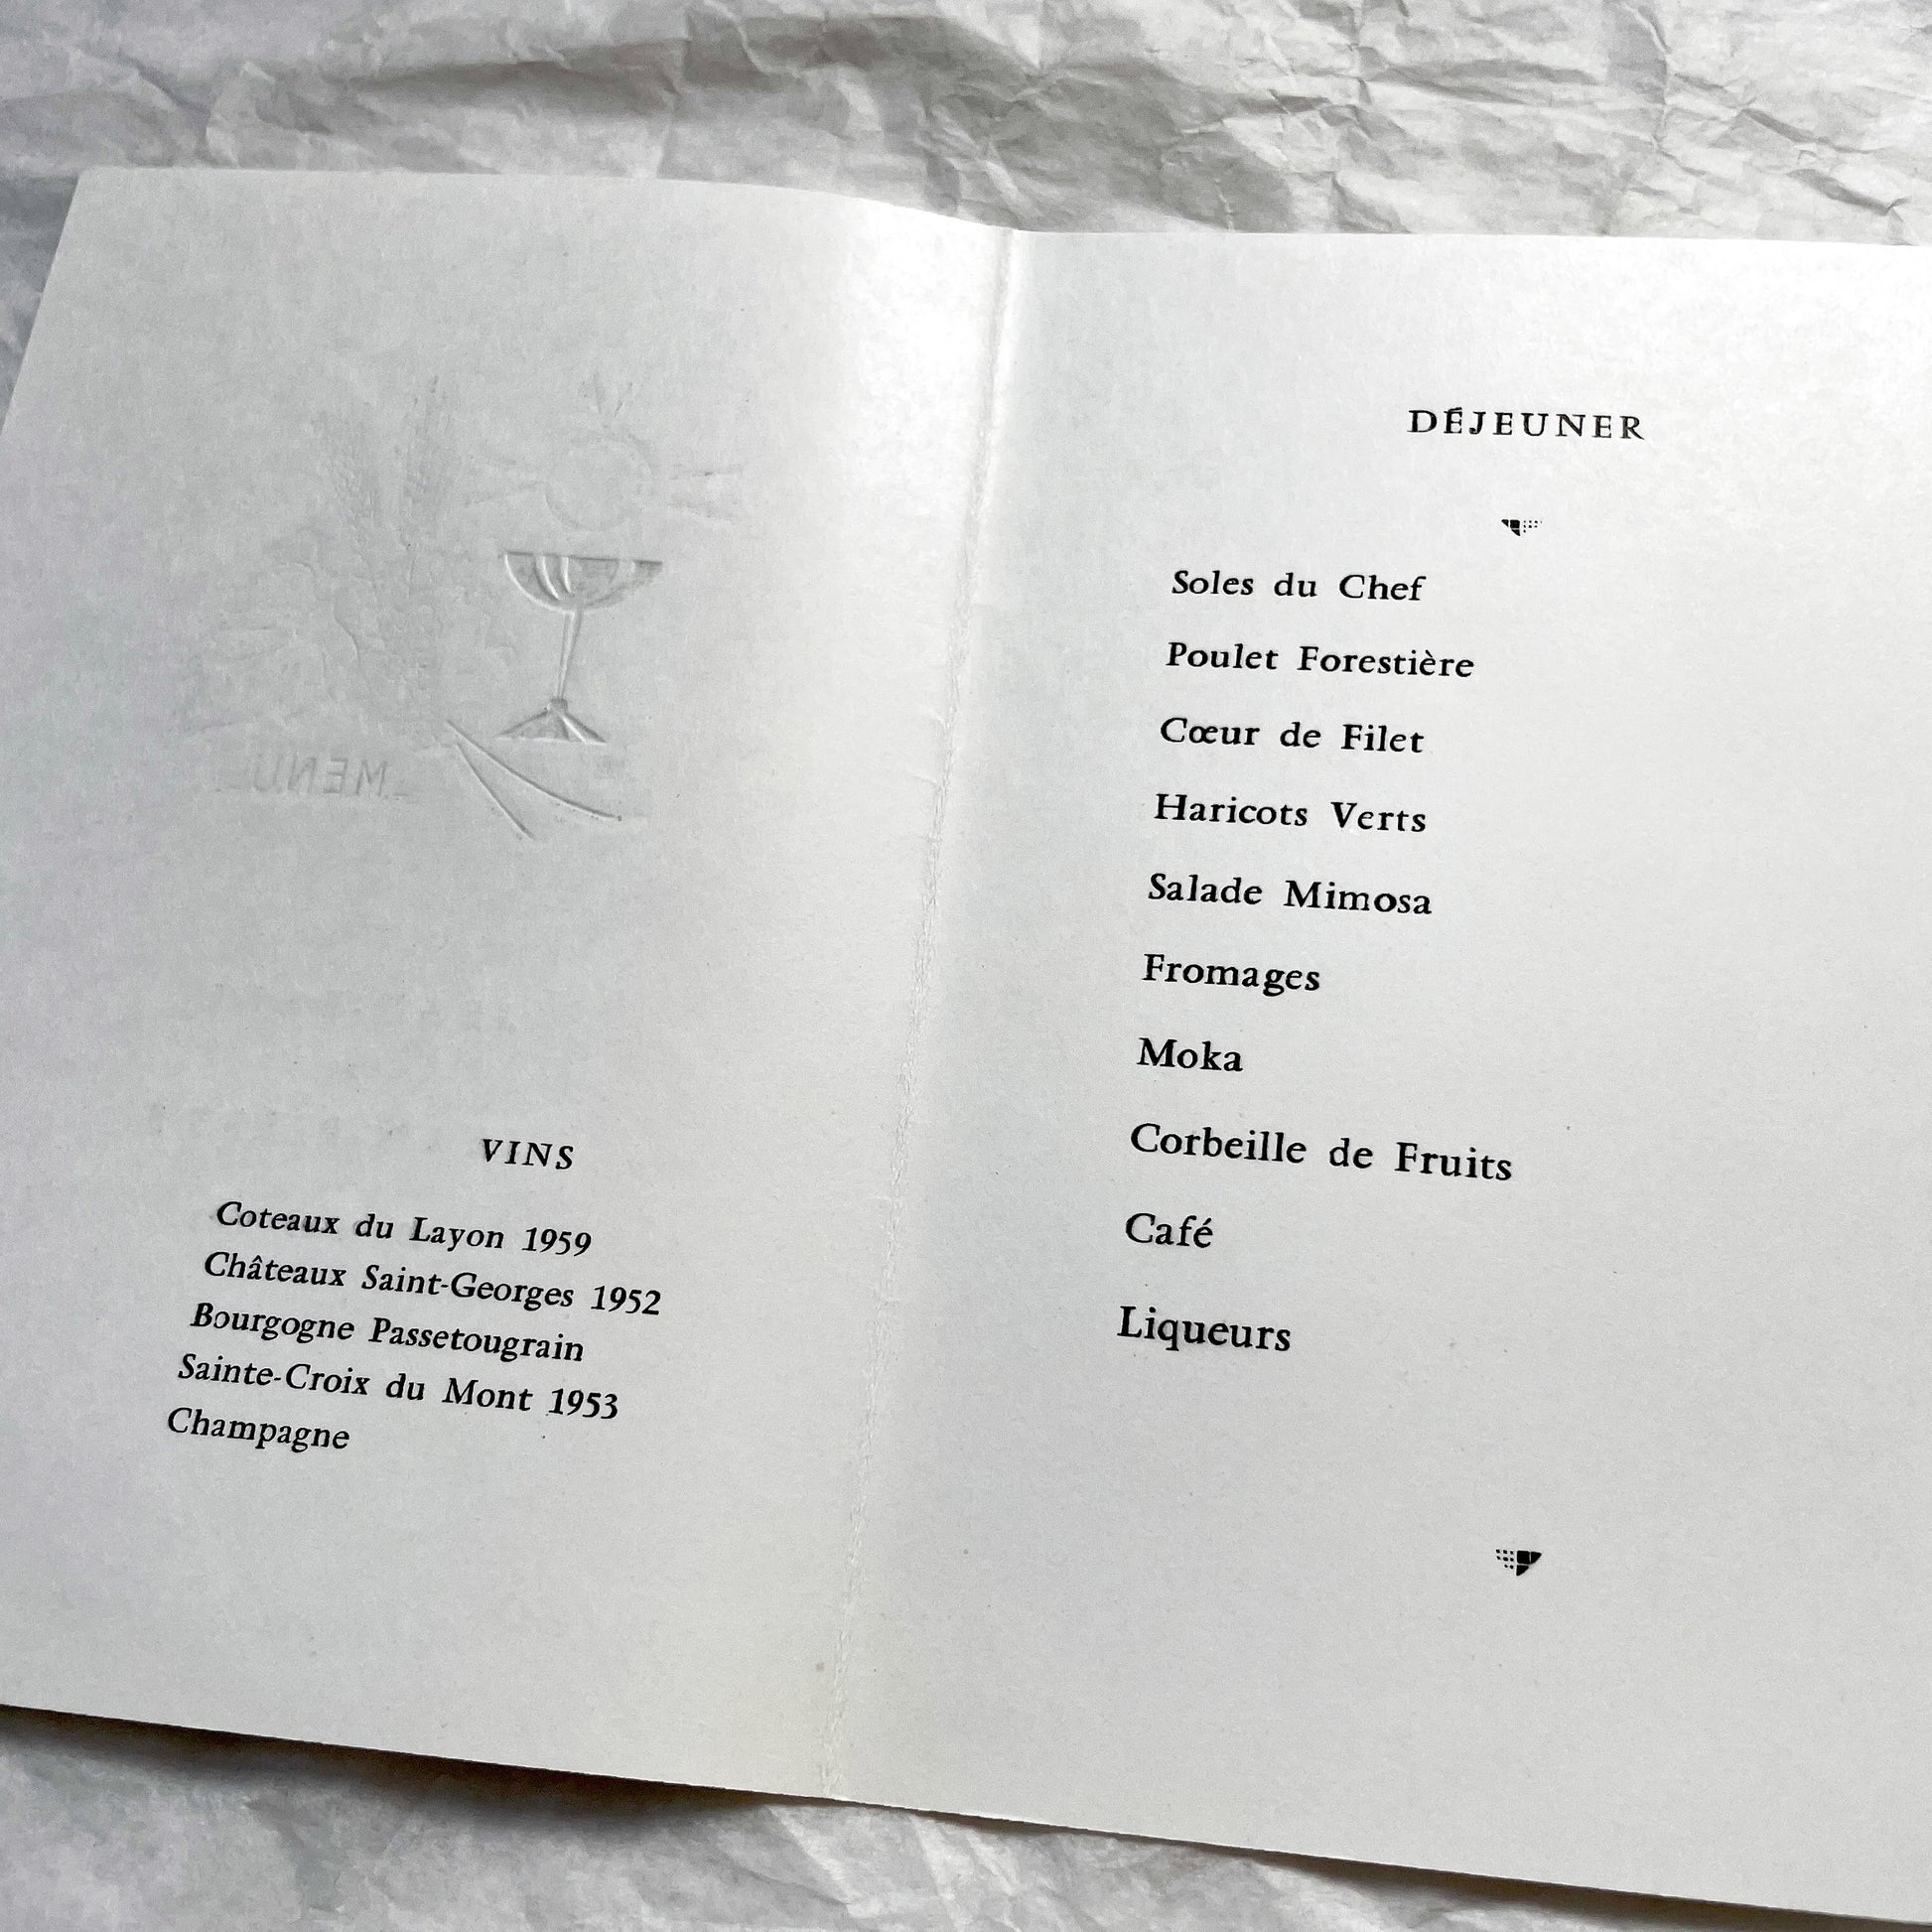 MENU
VINS
Coteaux du Layon 1959
Châteaux Saint-Georges 1952
Bourgogne Passetougrain
Sainte-Croix du Mont 1953
Champagne
DÉJEUNER
Soles du Chef
Poulet Forestière
Cœur de Filet
Haricots Verts
Salade Mimosa
Fromages
Moka
Corbeille de Fruits
Café
Liqueurs